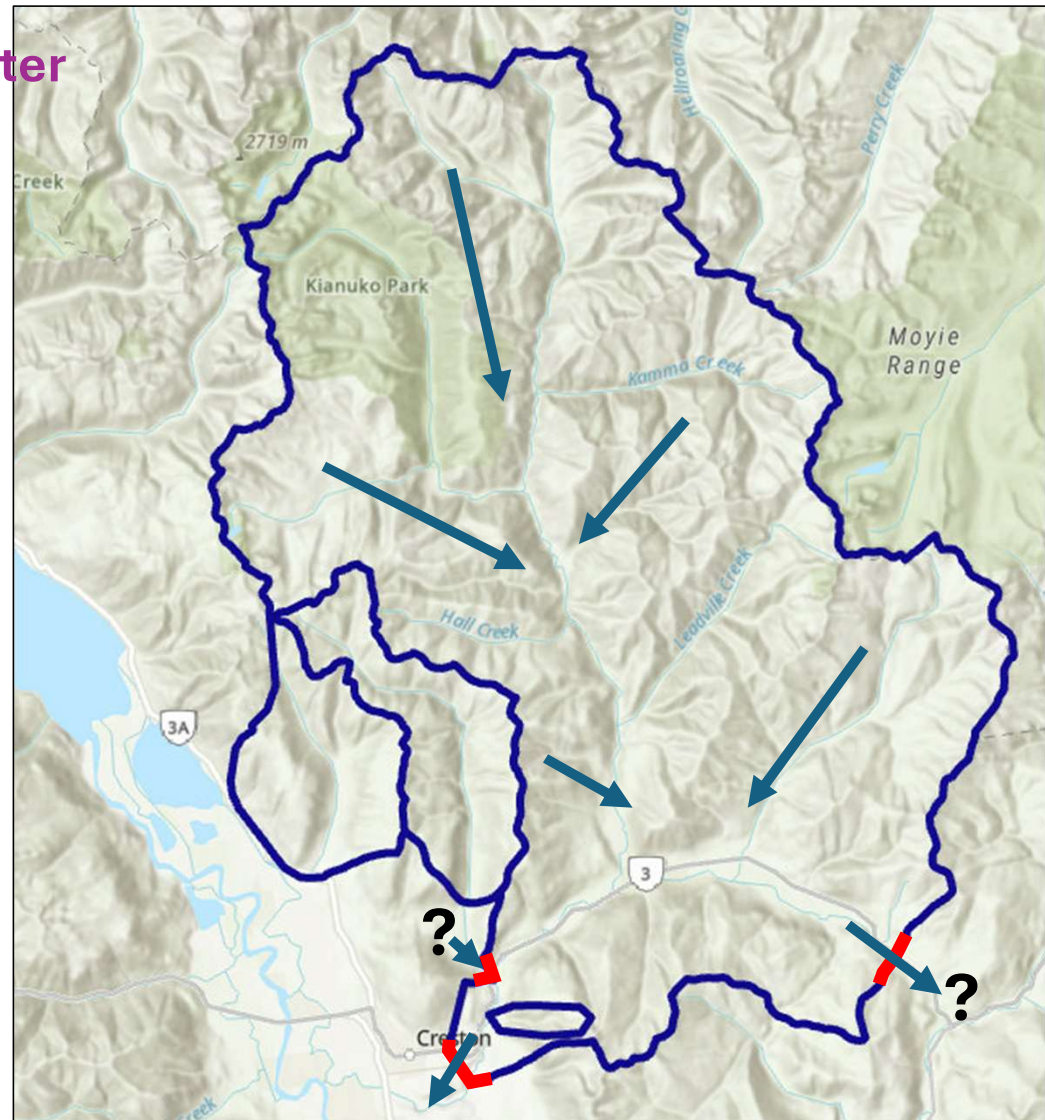 ter
Hellroaring C
Perry Creek
2719 m
Creek
Kianuko Park
Moyie
Range
Kamma Creek
Hall Creek
Leadville Creek
3A
3
?
?
Creston
Creek